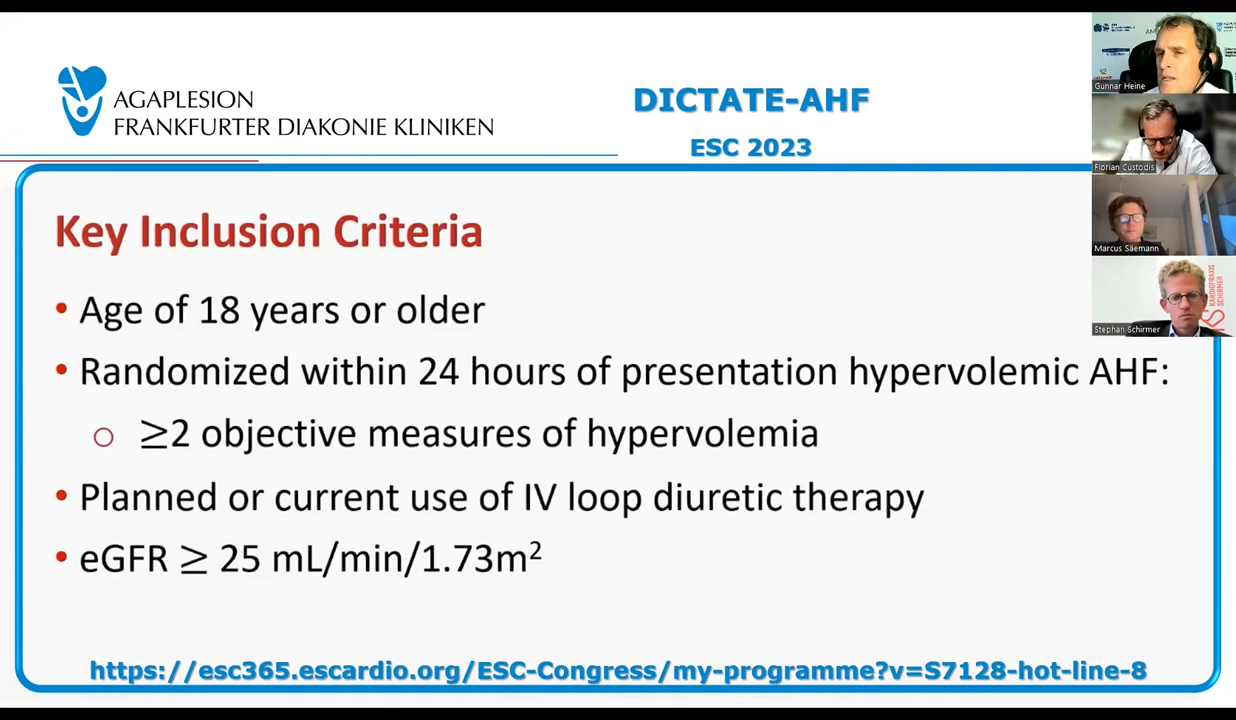 AGAPLESION
FRANKFURTER DIAKONIE KLINIKEN
DICTATE-AHF
ESC 2023
Key Inclusion Criteria
• Age of 18 years or older
• Randomized within 24 hours of presentation hypervolemic AHF:
○ ≥2 objective measures of hypervolemia
• Planned or current use of IV loop diuretic therapy
• eGFR ≥ 25 mL/min/1.73m²
https://esc365.escardio.org/ESC-Congress/my-programme?v=S7128-hot-line-8
Gunnar Heine
Florian Custodis
Marcus Säemann
KARDIOPRAXIS
SCHIRMER
Stephan Schirmer